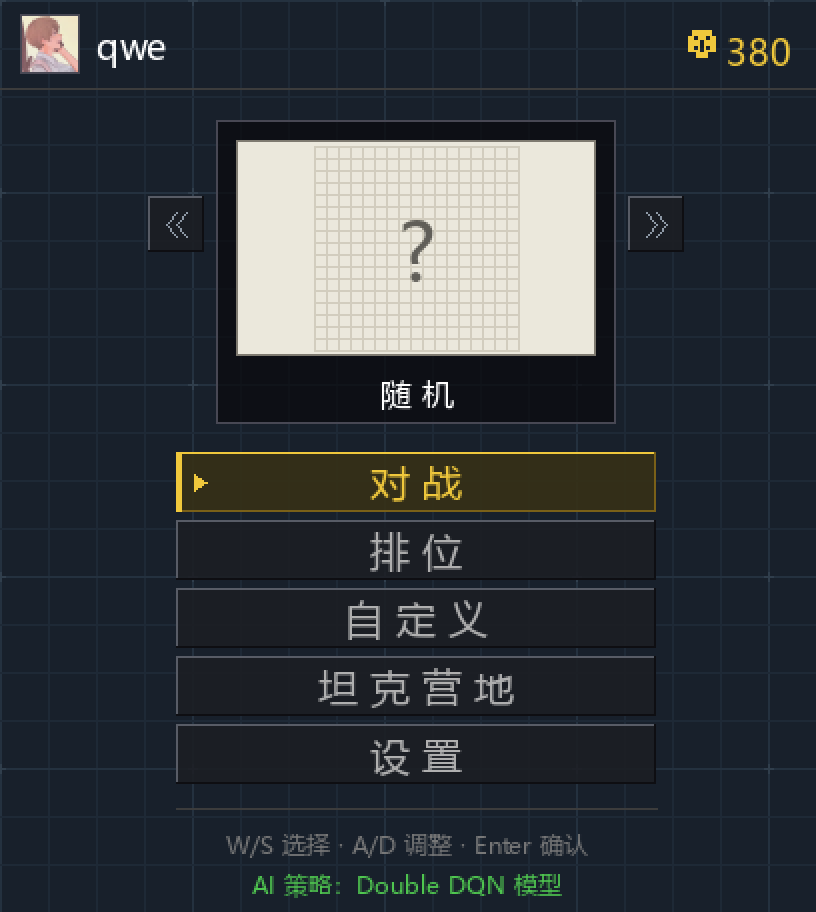 qwe
380
?
随机
对战
排位
自定义
坦克营地
设置
W/S 选择 · A/D 调整 · Enter 确认
AI 策略: Double DQN 模型